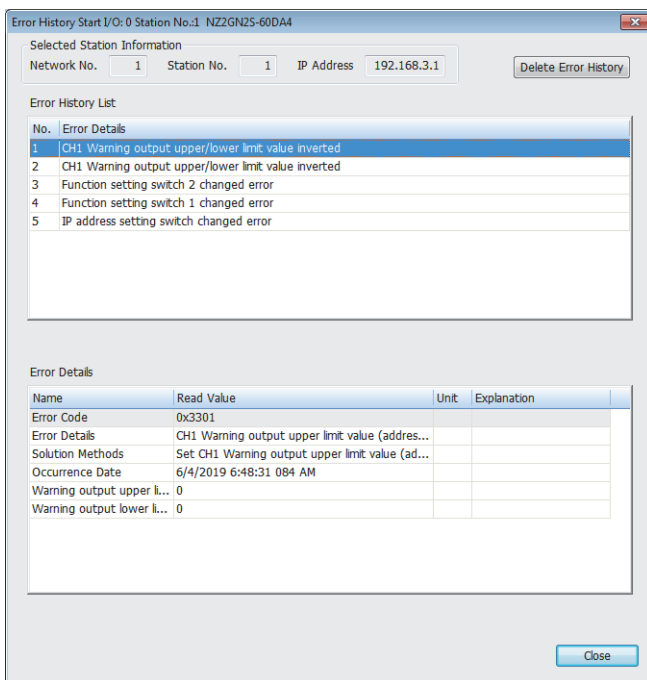 Error History Start I/O: 0 Station No.:1 NZ2GN2S-60DA4
Selected Station Information
Network No. 1 Station No. 1 IP Address 192.168.3.1 Delete Error History
Error History List
No. Error Details
1 CH1 Warning output upper/lower limit value inverted
2 CH1 Warning output upper/lower limit value inverted
3 Function setting switch 2 changed error
4 Function setting switch 1 changed error
5 IP address setting switch changed error
Error Details
Name Read Value Unit Explanation
Error Code 0x3301
Error Details CH1 Warning output upper limit value (addres...
Solution Methods Set CH1 Warning output upper limit value (ad...
Occurrence Date 6/4/2019 6:48:31 084 AM
Warning output upper li... 0
Warning output lower li... 0
Close